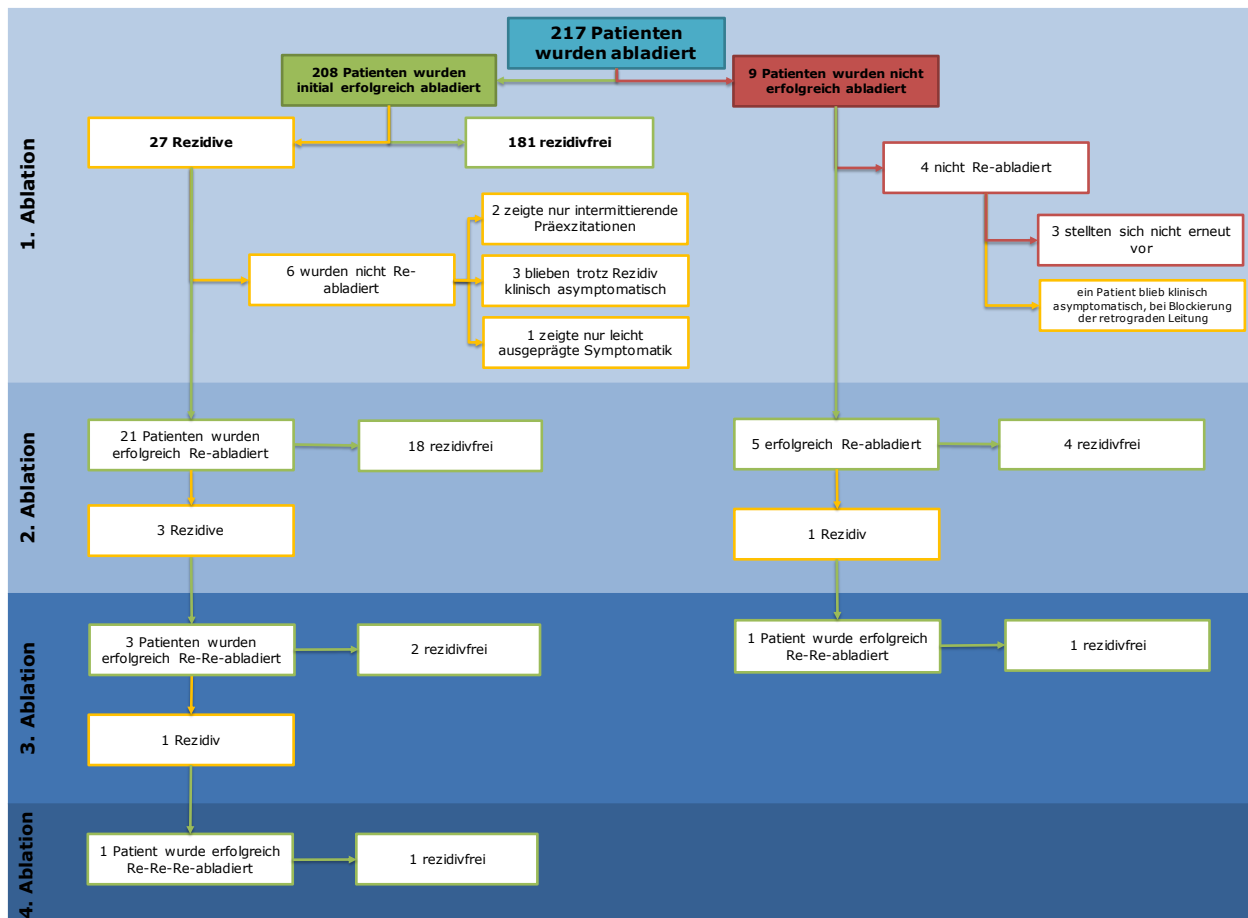 217 Patienten
wurden abladiert
208 Patienten wurden
initial erfolgreich abladiert
9 Patienten wurden nicht
erfolgreich abladiert
1. Ablation
27 Rezidive
181 rezidivfrei
4 nicht Re-abladiert
2 zeigte nur intermittierende
Präexzitationen
3 stellten sich nicht erneut
vor
6 wurden nicht Re-
abladiert
3 blieben trotz Rezidiv
klinisch asymptomatisch
ein Patient blieb klinisch
asymptomatisch, bei Blockierung
der retrograden Leitung
1 zeigte nur leicht
ausgeprägte Symptomatik
2. Ablation
21 Patienten wurden
erfolgreich Re-abladiert
18 rezidivfrei
5 erfolgreich Re-abladiert
4 rezidivfrei
3 Rezidive
1 Rezidiv
3. Ablation
3 Patienten wurden
erfolgreich Re-Re-abladiert
2 rezidivfrei
1 Patient wurde erfolgreich
Re-Re-abladiert
1 rezidivfrei
1 Rezidiv
4. Ablation
1 Patient wurde erfolgreich
Re-Re-Re-abladiert
1 rezidivfrei